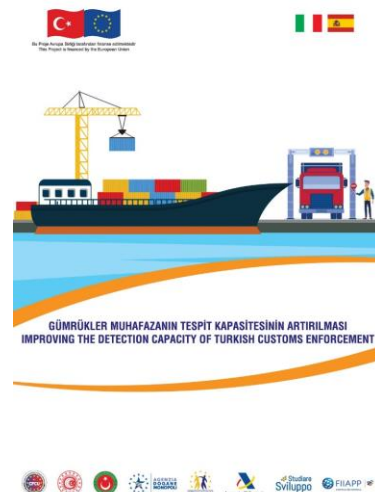 Bu Proje Avrupa Birliği tarafından finanse edilmektedir
This Project is financed by the European Union
GÜMRÜKLER MUHAFAZANIN TESPİT KAPASİTESİNİN ARTIRILMASI
IMPROVING THE DETECTION CAPACITY OF TURKISH CUSTOMS ENFORCEMENT
AGENZIA
DOGANE
MONOPOLI
Studiare
Sviluppo
FIIAPP